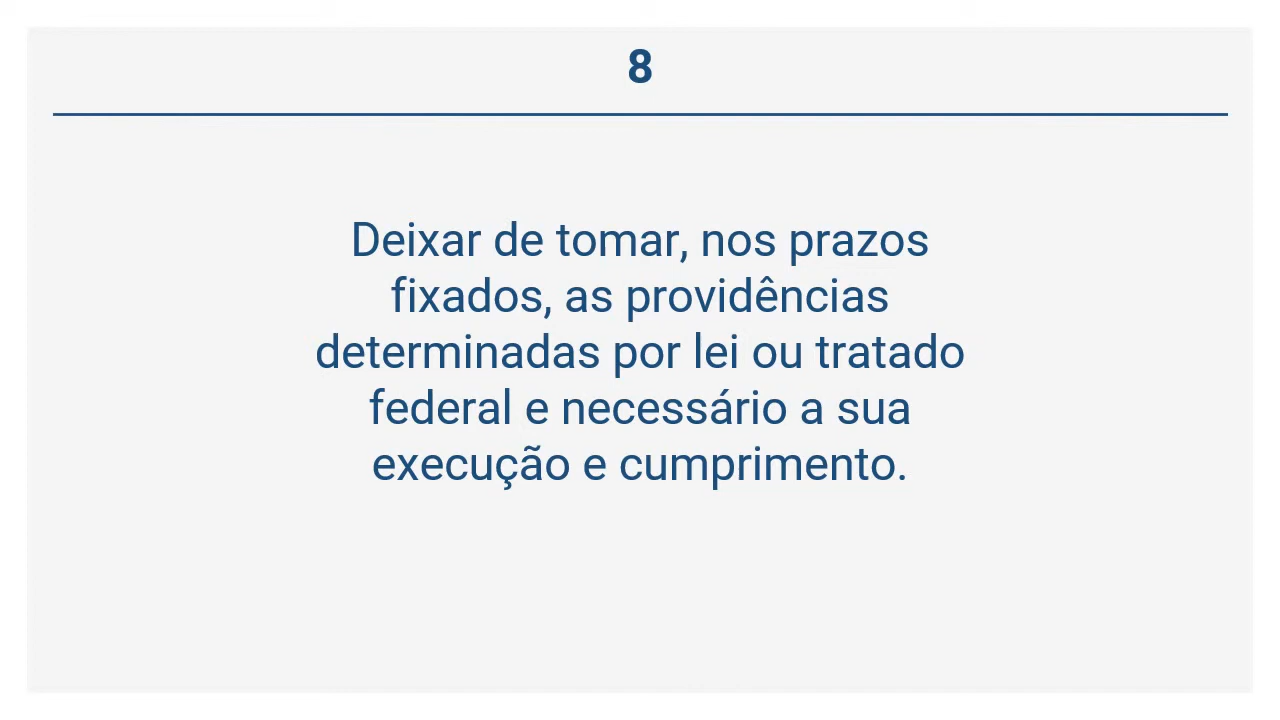 8
Deixar de tomar, nos prazos
fixados, as providências
determinadas por lei ou tratado
federal e necessário a sua
execução e cumprimento.